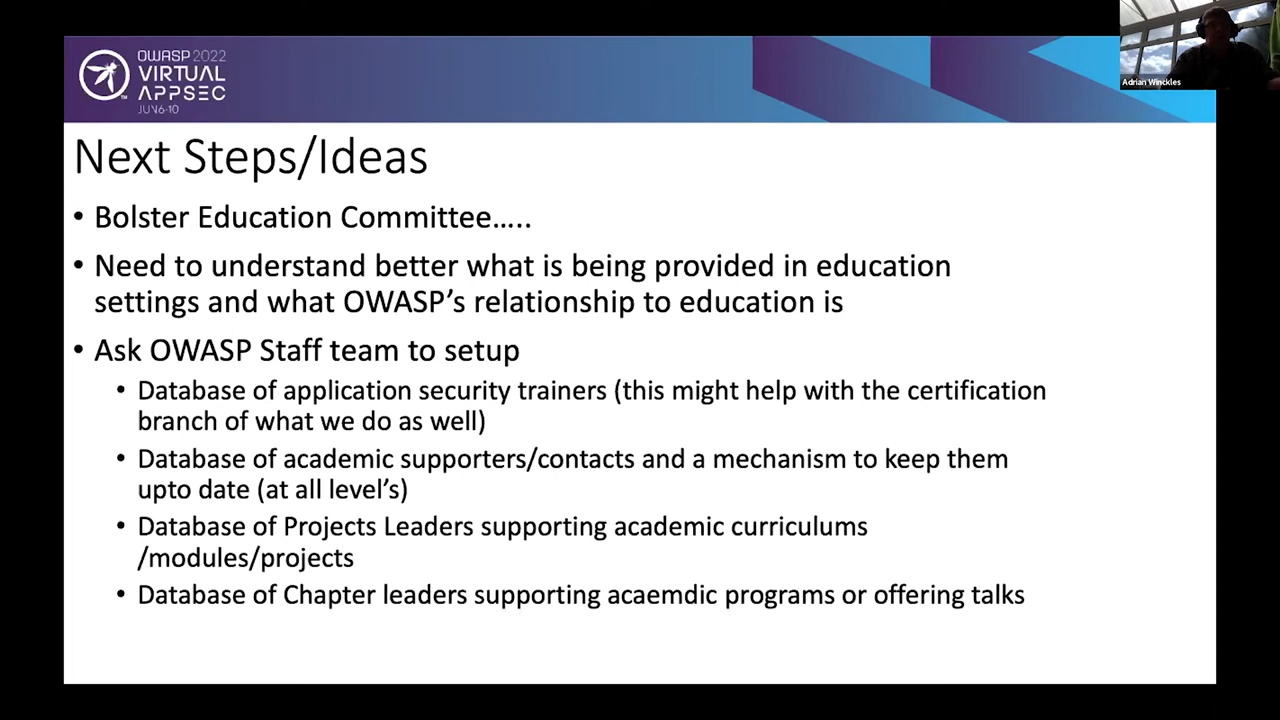 OWASP 2022
VIRTUAL
APPSEC
JUN 6-10
Adrian Winckles
Next Steps/Ideas
• Bolster Education Committee…..
• Need to understand better what is being provided in education
settings and what OWASP’s relationship to education is
• Ask OWASP Staff team to setup
• Database of application security trainers (this might help with the certification
branch of what we do as well)
• Database of academic supporters/contacts and a mechanism to keep them
upto date (at all level’s)
• Database of Projects Leaders supporting academic curriculums
/modules/projects
• Database of Chapter leaders supporting acaemdic programs or offering talks